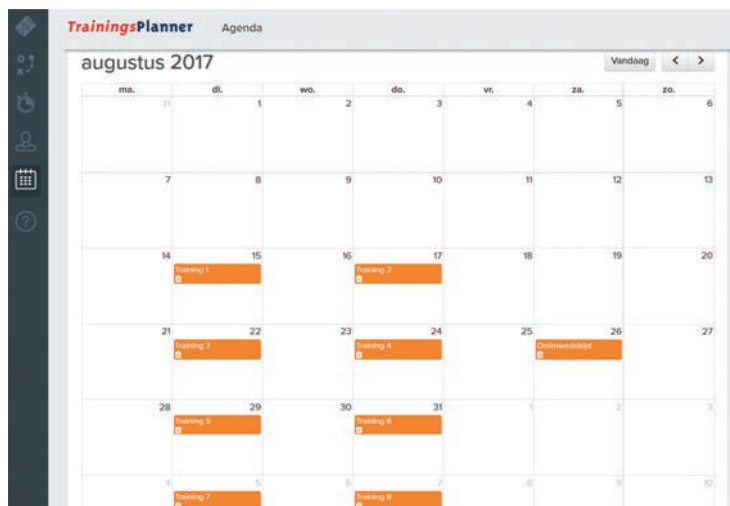 TrainingsPlanner Agenda
augustus 2017 Vandaag < >
ma. di. wo. do. vr. za. zo.
31 1 2 3 4 5 6
7 8 9 10 11 12 13
14 15 16 17 18 19 20
Training 1 Training 2
21 22 23 24 25 26 27
Training 3 Training 4 Oefenwedstrijd
28 29 30 31 1 2 3
Training 5 Training 6
4 5 6 7 8 9 10
Training 7 Training 8